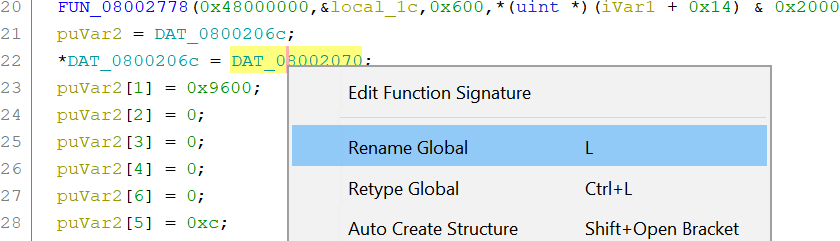 20 FUN_08002778(0x48000000,&local_1c,0x600,*(uint *)(iVar1 + 0x14) & 0x2000
21 puVar2 = DAT_0800206c;
22 *DAT_0800206c = DAT_08002070;
23 puVar2[1] = 0x9600;
Edit Function Signature
24 puVar2[2] = 0;
25 puVar2[3] = 0;
Rename Global L
26 puVar2[4] = 0;
27 puVar2[6] = 0;
Retype Global Ctrl+L
28 puVar2[5] = 0xc;
Auto Create Structure Shift+Open Bracket